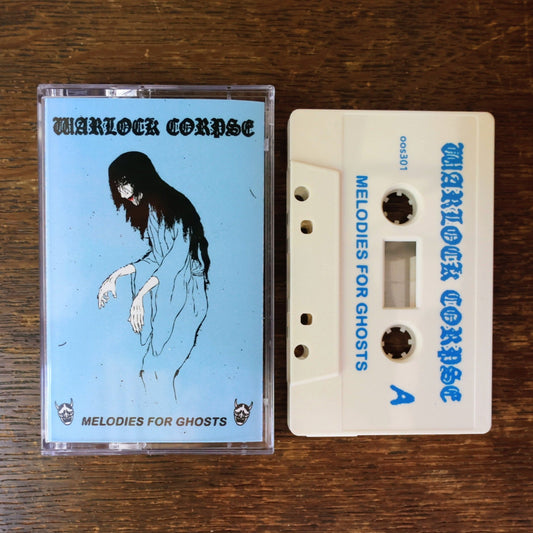 WARLOCK CORPSE
MELODIES FOR GHOSTS
WARLOCK CORPSE
MELODIES FOR GHOSTS
oos301
A